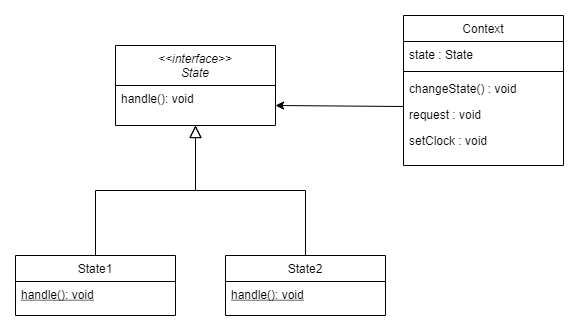 Context
state : State
changeState() : void
request : void
setClock : void
<<interface>>
State
handle(): void
State1
handle(): void
State2
handle(): void